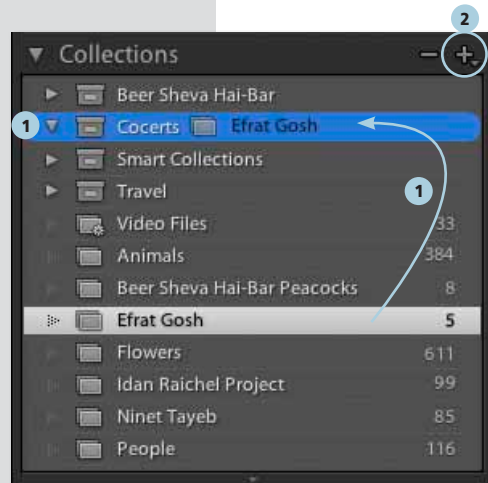 2
Collections
Beer Sheva Hai-Bar
1 Cocerts Efrat Gosh
Smart Collections
Travel 1
Video Files 33
Animals 384
Beer Sheva Hai-Bar Peacocks 8
Efrat Gosh 5
Flowers 611
Idan Raichel Project 99
Ninet Tayeb 85
People 116